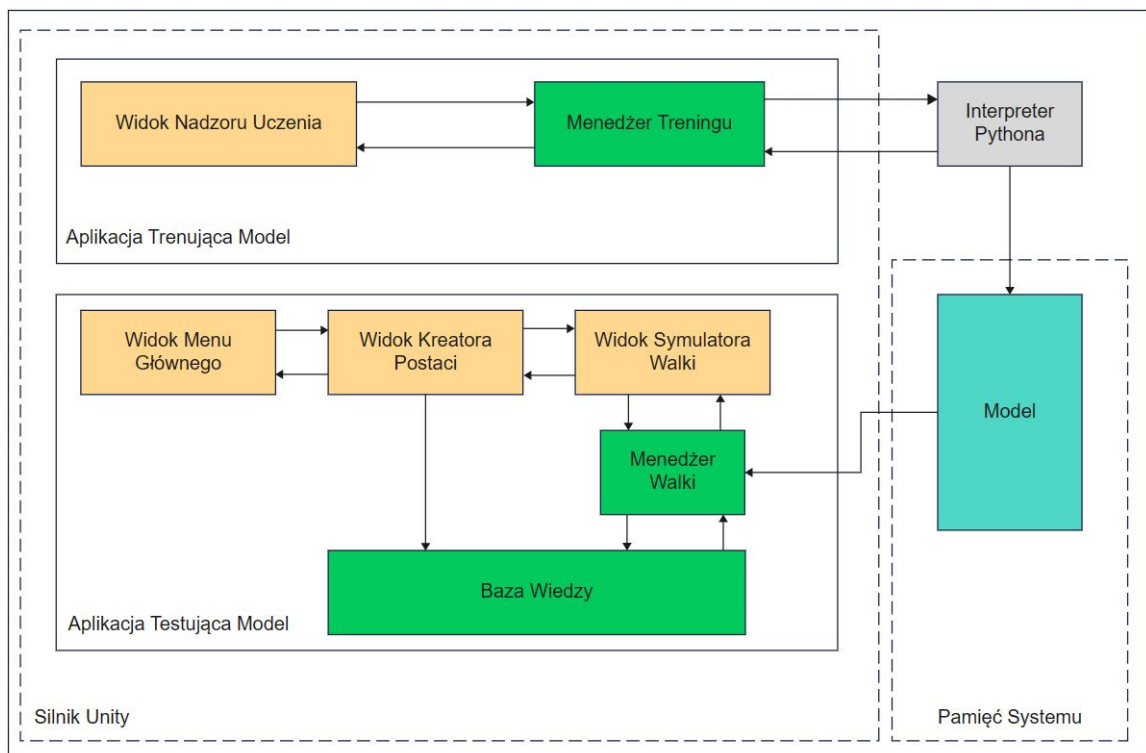 Widok Nadzoru Uczenia
Menedżer Treningu
Interpreter
Pythona
Aplikacja Trenująca Model
Widok Menu
Głównego
Widok Kreatora
Postaci
Widok Symulatora
Walki
Model
Menedżer
Walki
Baza Wiedzy
Aplikacja Testująca Model
Silnik Unity
Pamięć Systemu